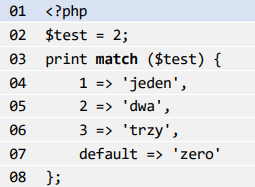 01 <?php
02 $test = 2;
03 print match ($test) {
04     1 => 'jeden',
05     2 => 'dwa',
06     3 => 'trzy',
07     default => 'zero'
08 };